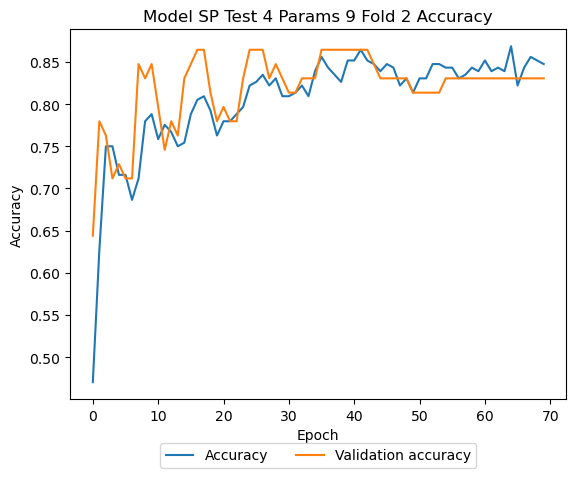 Model SP Test 4 Params 9 Fold 2 Accuracy
Accuracy
0.85
0.80
0.75
0.70
0.65
0.60
0.55
0.50
0 10 20 30 40 50 60 70
Epoch
Accuracy Validation accuracy